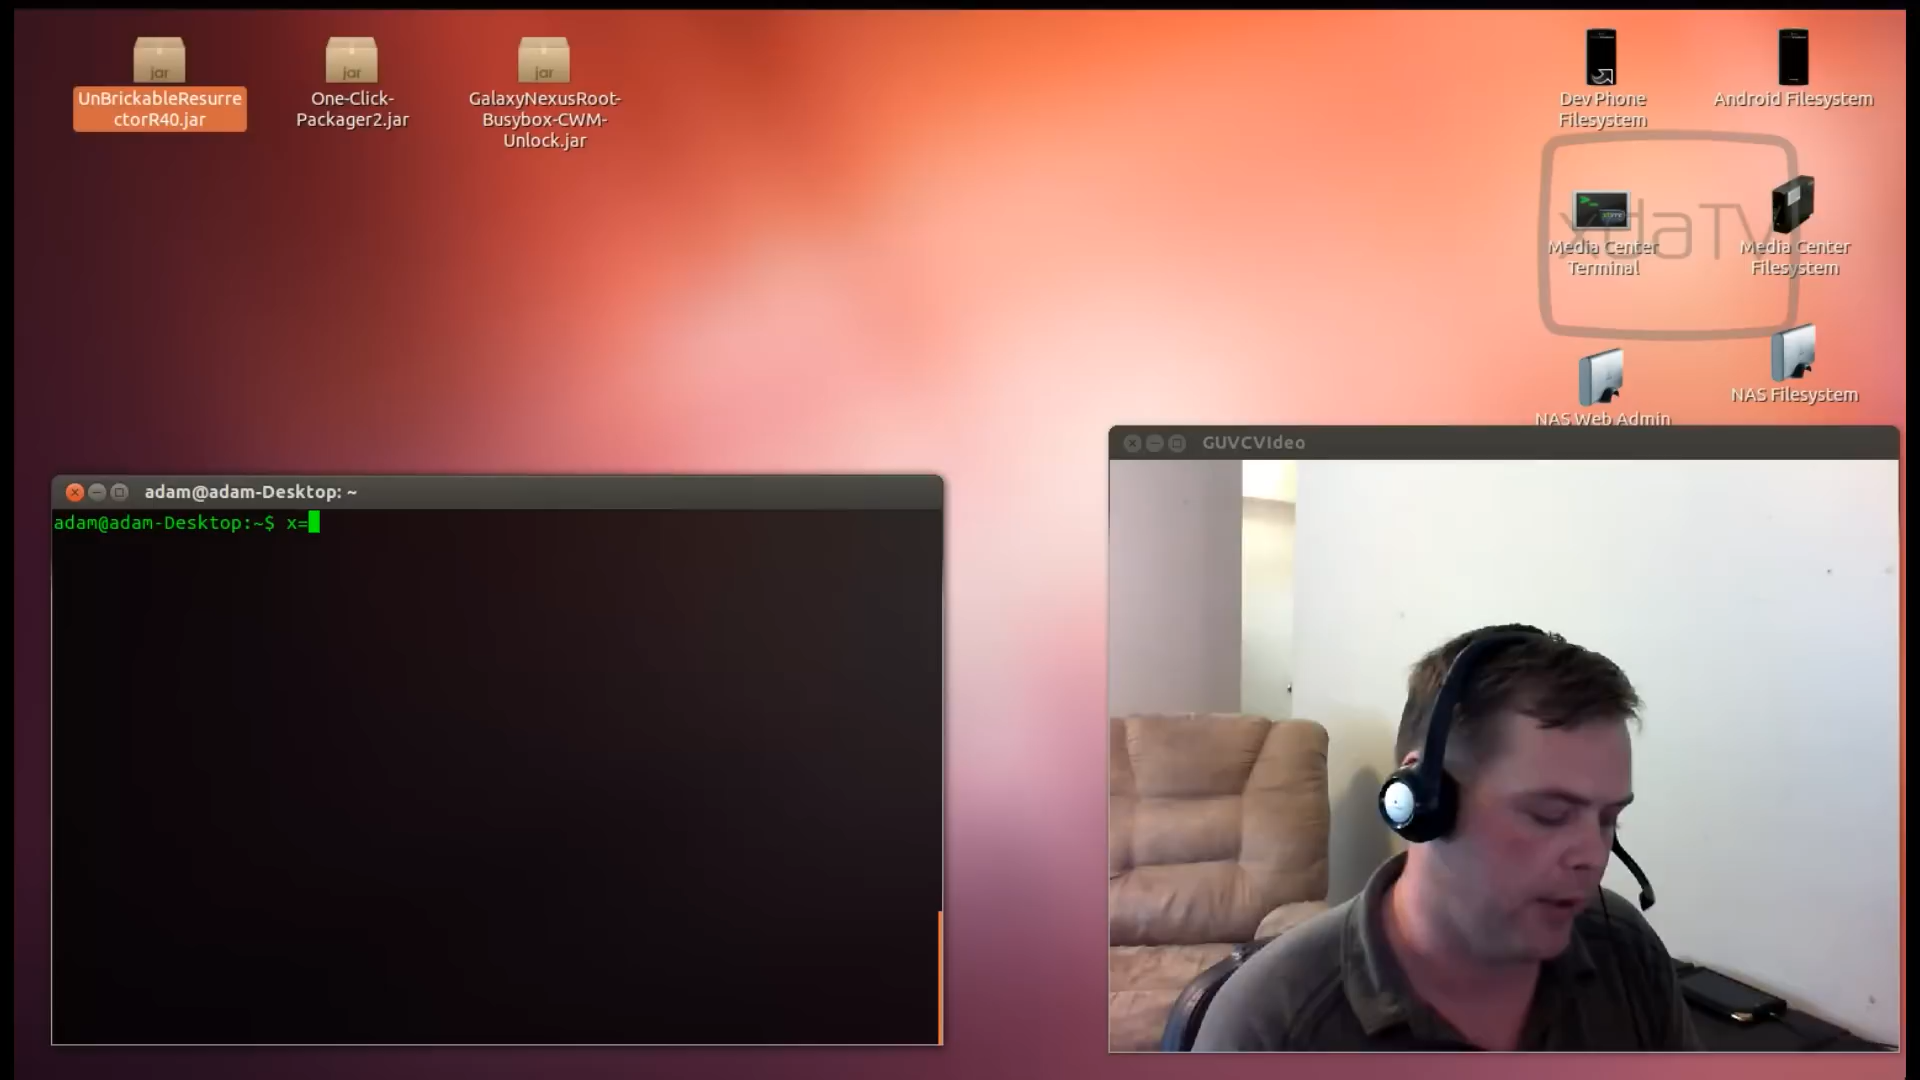 jar
jar
jar
UnBrickableResurre
ctorR40.jar
One-Click-
Packager2.jar
GalaxyNexusRoot-
Busybox-CWM-
Unlock.jar
Dev Phone
Filesystem
Android Filesystem
xdaTV
Media Center
Terminal
Media Center
Filesystem
NAS Web Admin
NAS Filesystem
GUVCVIdeo
adam@adam-Desktop: ~
adam@adam-Desktop:~$ x=